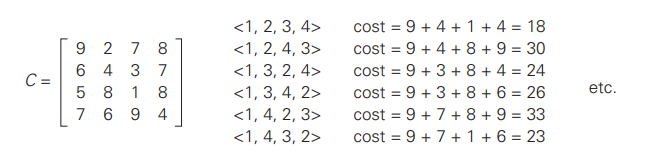 <1, 2, 3, 4> cost = 9 + 4 + 1 + 4 = 18
9 2 7 8 <1, 2, 4, 3> cost = 9 + 4 + 8 + 9 = 30
6 4 3 7 <1, 3, 2, 4> cost = 9 + 3 + 8 + 4 = 24
C = etc.
5 8 1 8 <1, 3, 4, 2> cost = 9 + 3 + 8 + 6 = 26
7 6 9 4 <1, 4, 2, 3> cost = 9 + 7 + 8 + 9 = 33
<1, 4, 3, 2> cost = 9 + 7 + 1 + 6 = 23